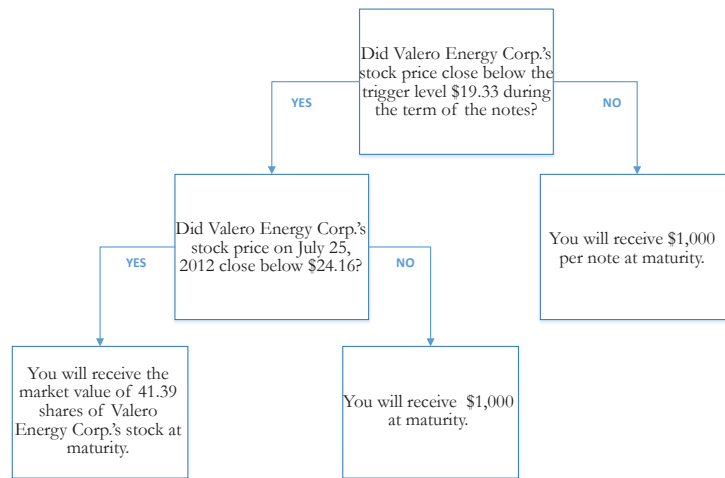 Did Valero Energy Corp.'s
stock price close below the
trigger level $19.33 during
the term of the notes?
YES
NO
Did Valero Energy Corp.'s
stock price on July 25,
2012 close below $24.16?
You will receive $1,000
per note at maturity.
YES
NO
You will receive the
market value of 41.39
shares of Valero
Energy Corp.'s stock at
maturity.
You will receive $1,000
at maturity.